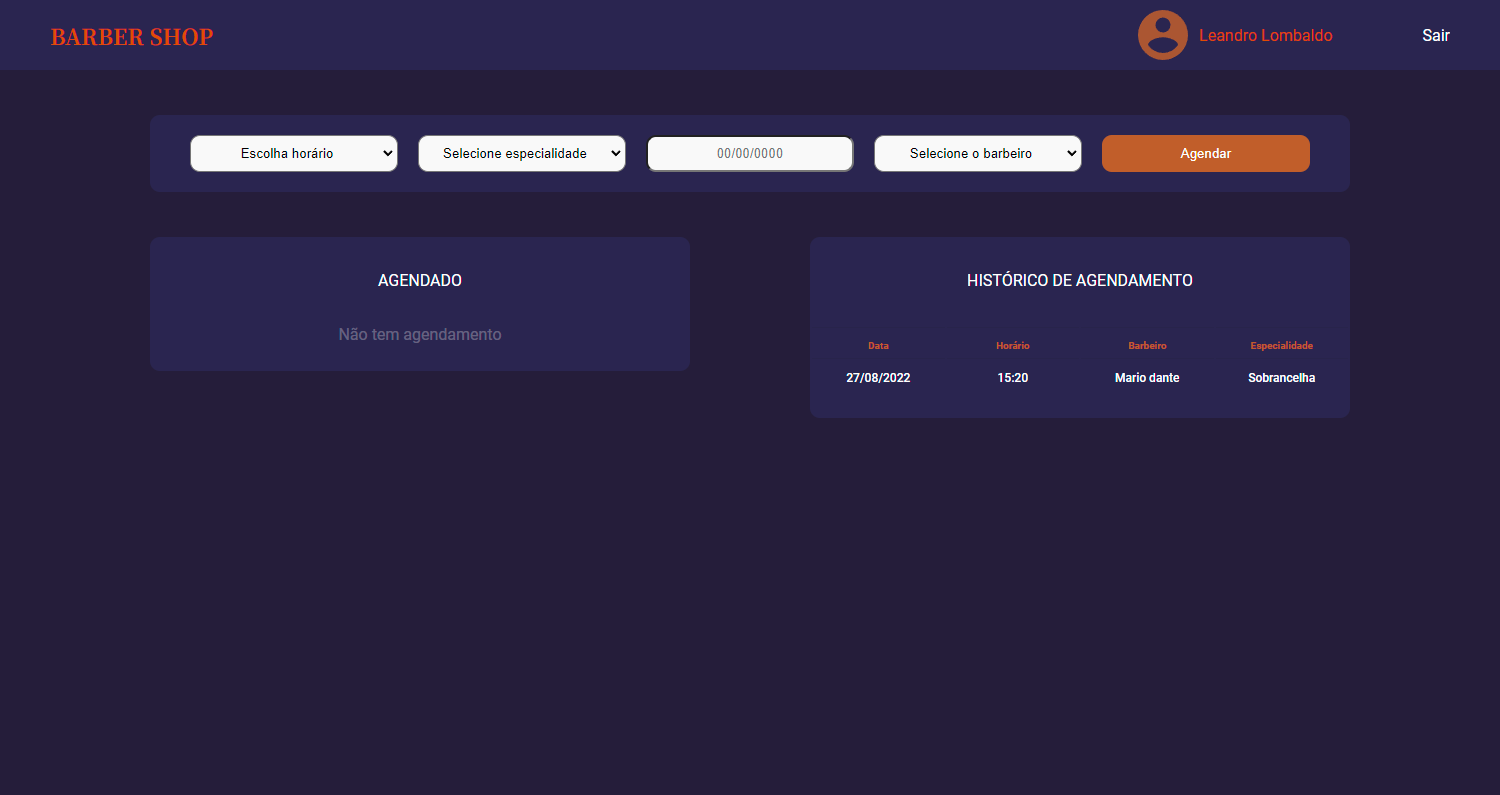 BARBER SHOP
Leandro Lombaldo
Sair
Escolha horário
Selecione especialidade
00/00/0000
Selecione o barbeiro
Agendar
AGENDADO
Não tem agendamento
HISTÓRICO DE AGENDAMENTO
Data Horário Barbeiro Especialidade
27/08/2022 15:20 Mario dante Sobrancelha